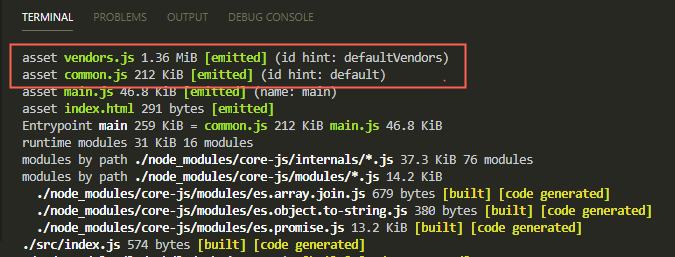 TERMINAL PROBLEMS OUTPUT DEBUG CONSOLE
asset vendors.js 1.36 MiB [emitted] (id hint: defaultVendors)
asset common.js 212 KiB [emitted] (id hint: default)
asset main.js 46.8 KiB [emitted] (name: main)
asset index.html 291 bytes [emitted]
Entrypoint main 259 KiB = common.js 212 KiB main.js 46.8 KiB
runtime modules 31 KiB 16 modules
modules by path ./node_modules/core-js/internals/*.js 37.3 KiB 76 modules
modules by path ./node_modules/core-js/modules/*.js 14.2 KiB
./node_modules/core-js/modules/es.array.join.js 679 bytes [built] [code generated]
./node_modules/core-js/modules/es.object.to-string.js 380 bytes [built] [code generated]
./node_modules/core-js/modules/es.promise.js 13.2 KiB [built] [code generated]
./src/index.js 574 bytes [built] [code generated]